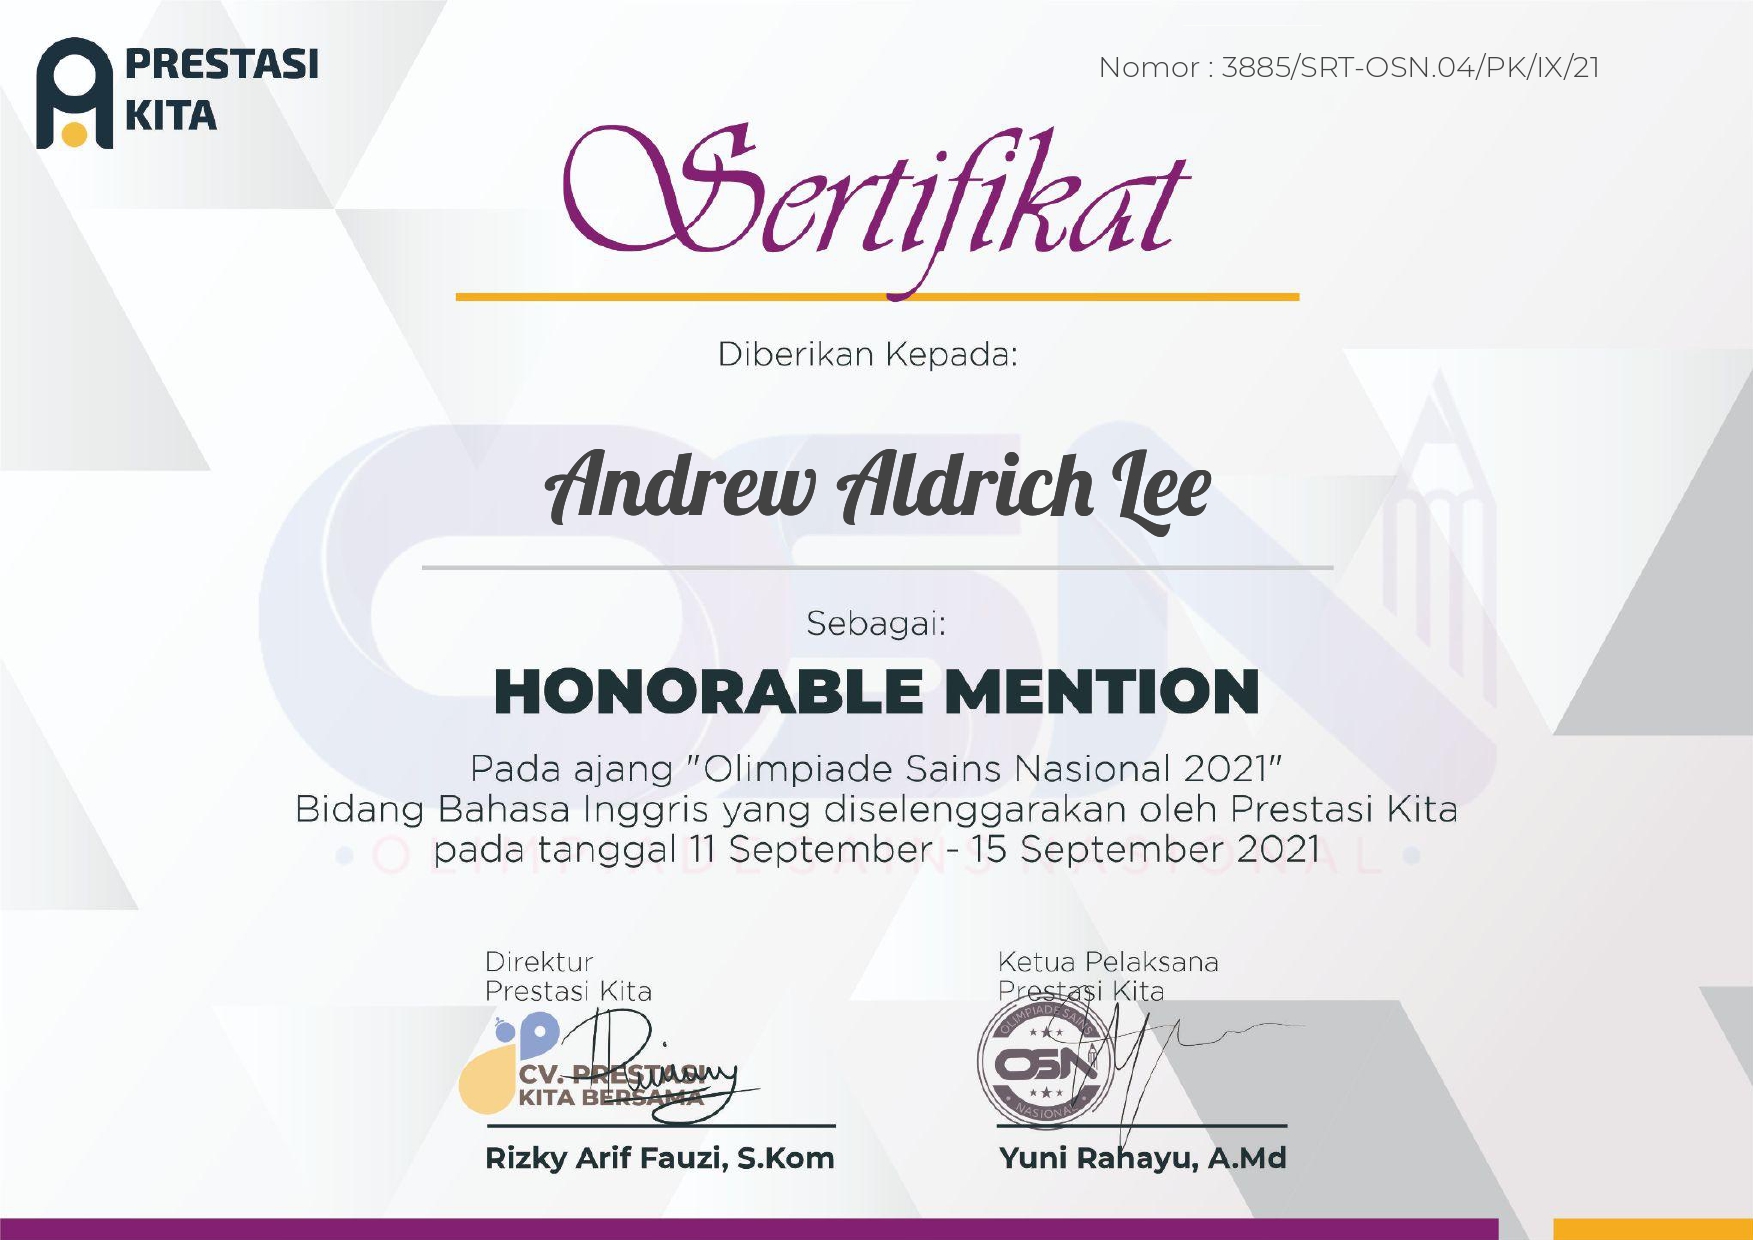 PRESTASI
KITA
Nomor : 3885/SRT-OSN.04/PK/IX/21
Sertifikat
Diberikan Kepada:
Andrew Aldrich Lee
Sebagai:
HONORABLE MENTION
Pada ajang "Olimpiade Sains Nasional 2021"
Bidang Bahasa Inggris yang diselenggarakan oleh Prestasi Kita
pada tanggal 11 September - 15 September 2021
OSN
OLIMPIADE SAINS NASIONAL
Direktur
Prestasi Kita
CV. PRESTASI
KITA BERSAMA
Rizky Arif Fauzi, S.Kom
Ketua Pelaksana
Prestasi Kita
OLIMPIADE SAINS
OSN
NASIONAL
Yuni Rahayu, A.Md